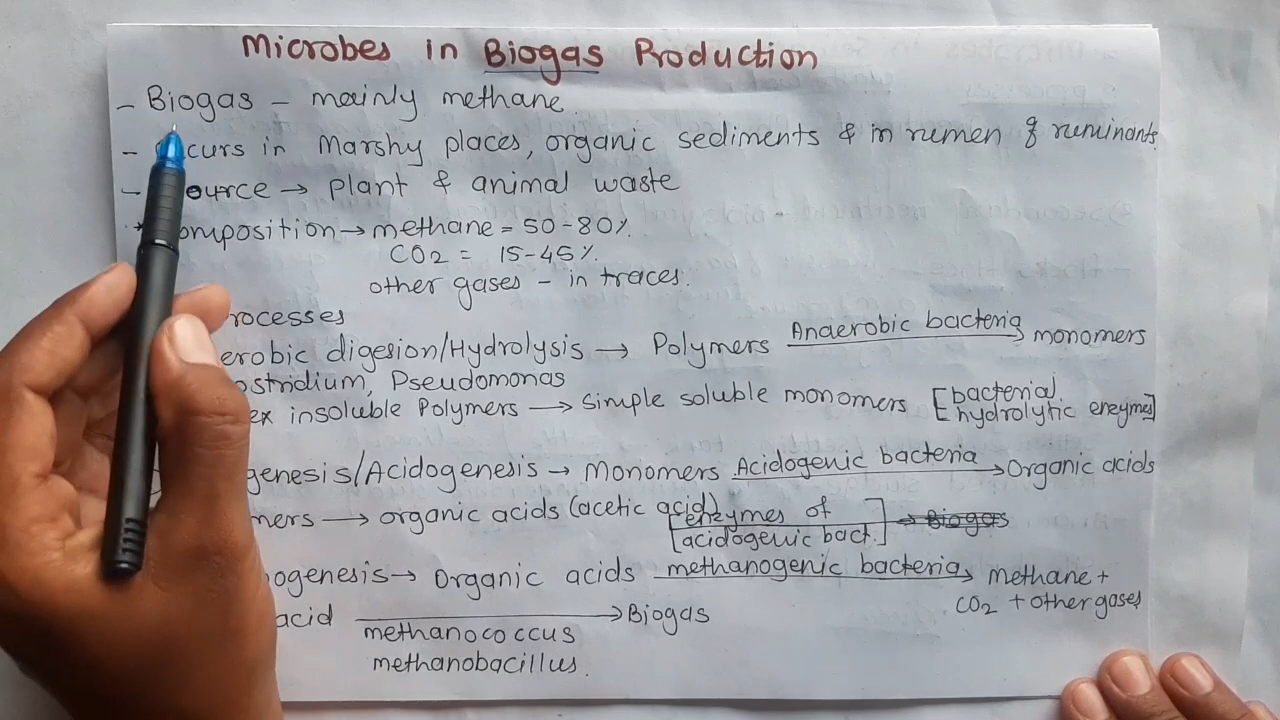 Microbes in Biogas Production
- Biogas - mainly methane
- occurs in Marshy places, organic sediments & in rumen of ruminants.
- source → plant & animal waste
* composition → methane = 50-80%.
CO2 = 15-45%.
other gases - in traces.
rocesses
erobic digesion/Hydrolysis → Polymers Anaerobic bacteria → monomers
ostridium, Pseudomonas
ex insoluble Polymers → Simple soluble monomers [bacterial hydrolytic enzymes]
genesis/Acidogenesis → Monomers Acidogenic bacteria → Organic acids
mers → organic acids (acetic acid) [enzymes of acidogenic bact.] → Biogas
nogenesis → Organic acids methanogenic bacteria → methane +
CO2 + other gases
acid → Biogas
methanococcus
methanobacillus.